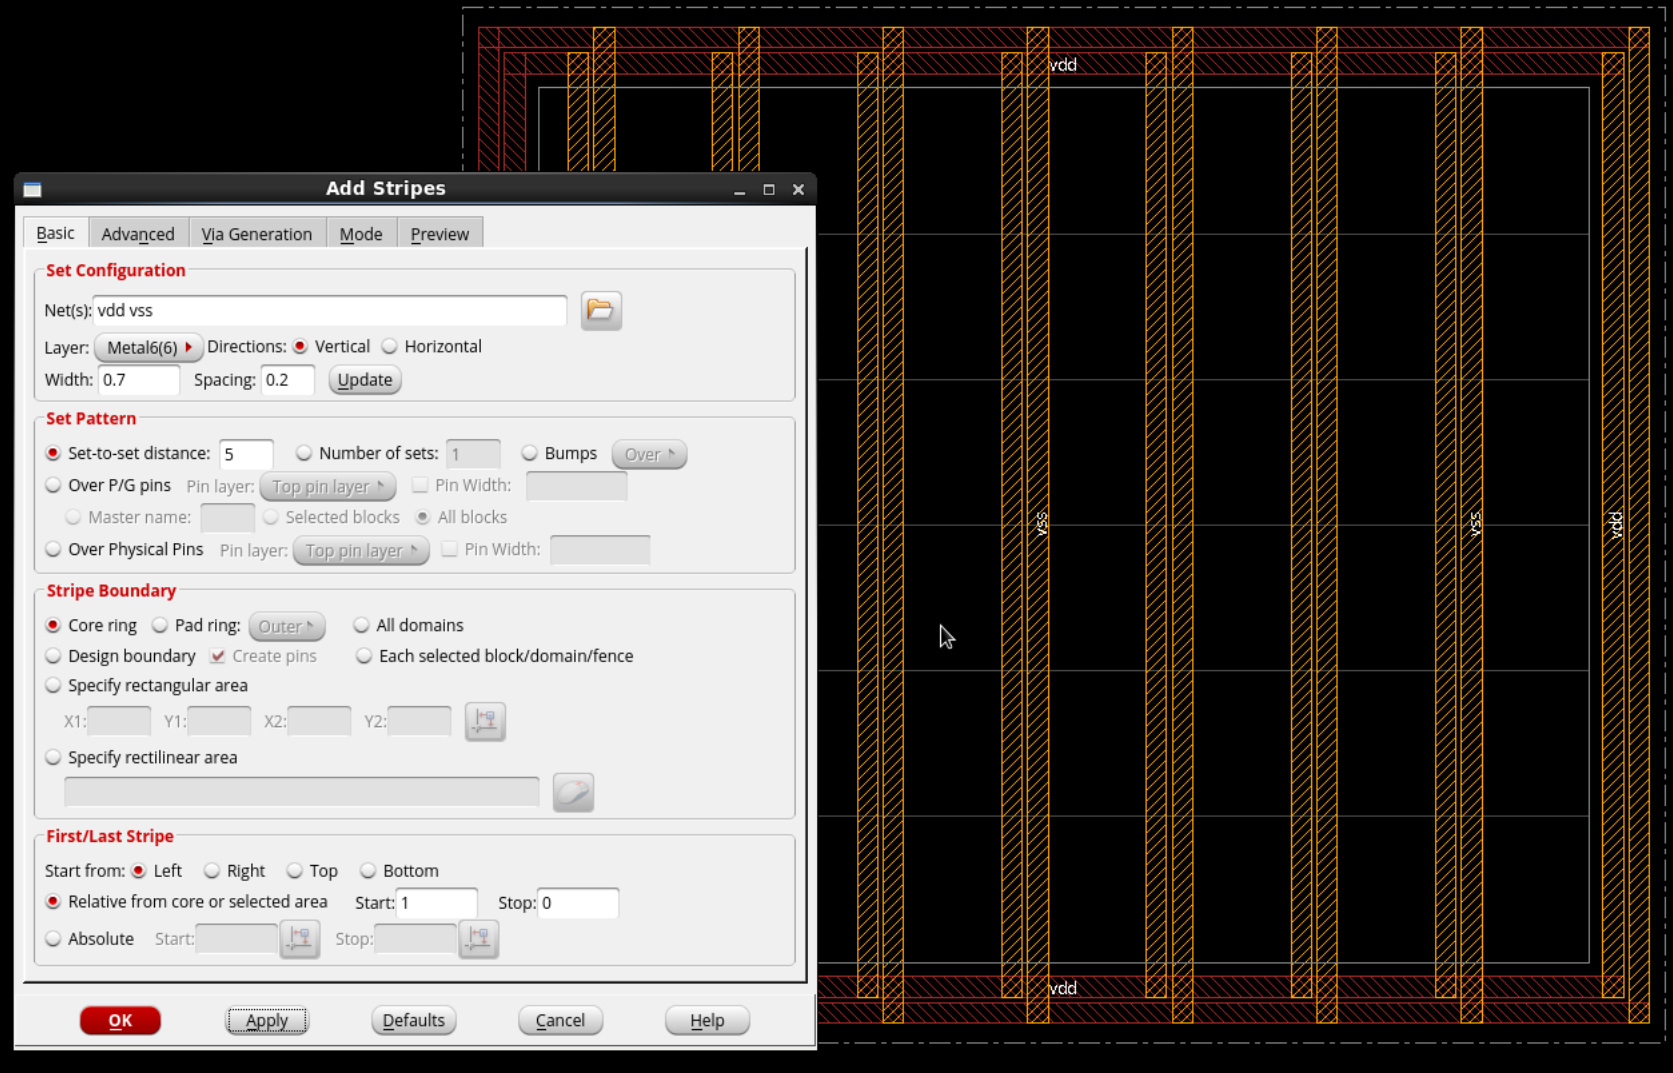 Add Stripes
Basic Advanced Via Generation Mode Preview
Set Configuration
Net(s): vdd vss
Layer: Metal6(6) Directions: Vertical Horizontal
Width: 0.7 Spacing: 0.2 Update
Set Pattern
Set-to-set distance: 5 Number of sets: 1 Bumps Over
Over P/G pins Pin layer: Top pin layer Pin Width:
Master name: Selected blocks All blocks
Over Physical Pins Pin layer: Top pin layer Pin Width:
Stripe Boundary
Core ring Pad ring: Outer All domains
Design boundary Create pins Each selected block/domain/fence
Specify rectangular area
X1: Y1: X2: Y2:
Specify rectilinear area
First/Last Stripe
Start from: Left Right Top Bottom
Relative from core or selected area Start: 1 Stop: 0
Absolute Start: Stop:
OK Apply Defaults Cancel Help
vdd
vss
vss
vdd
vdd